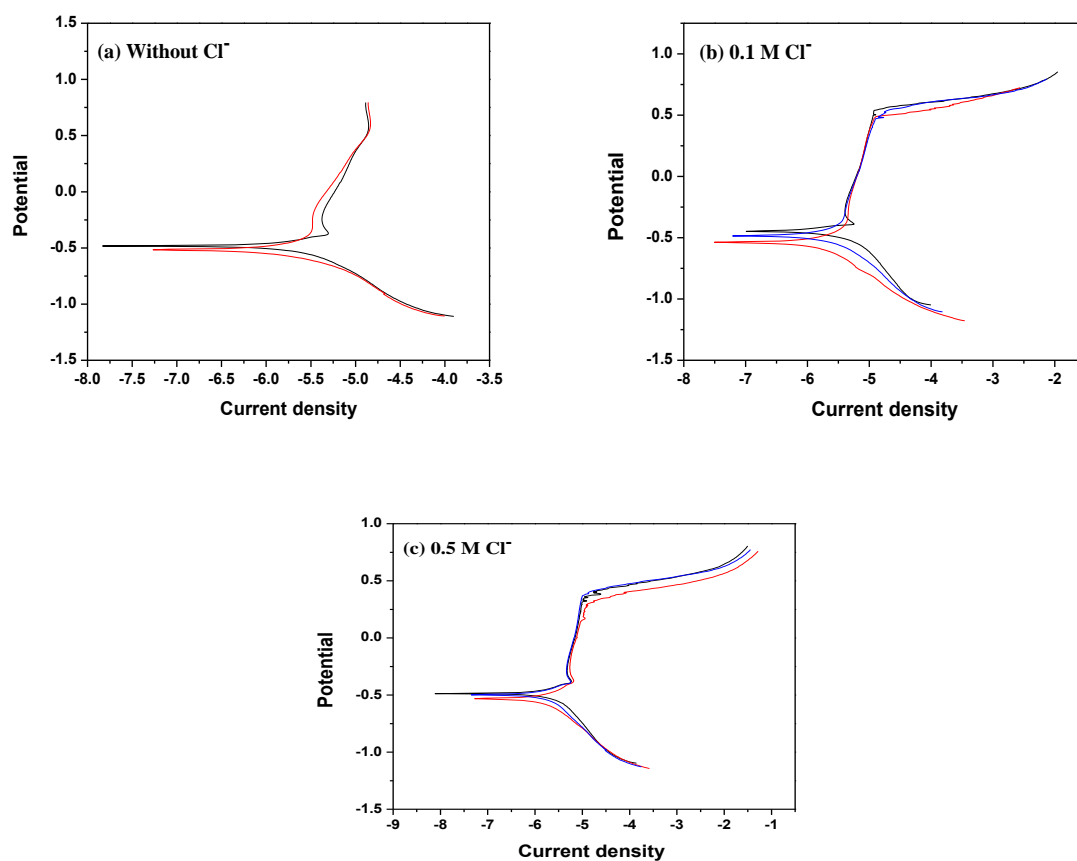 (a) Without Cl⁻
1.5
1.0
0.5
0.0
-0.5
-1.0
-1.5
Potential
-8.0 -7.5 -7.0 -6.5 -6.0 -5.5 -5.0 -4.5 -4.0 -3.5
Current density
(b) 0.1 M Cl⁻
1.0
0.5
0.0
-0.5
-1.0
-1.5
Potential
-8 -7 -6 -5 -4 -3 -2
Current density
(c) 0.5 M Cl⁻
1.0
0.5
0.0
-0.5
-1.0
-1.5
Potential
-9 -8 -7 -6 -5 -4 -3 -2 -1
Current density